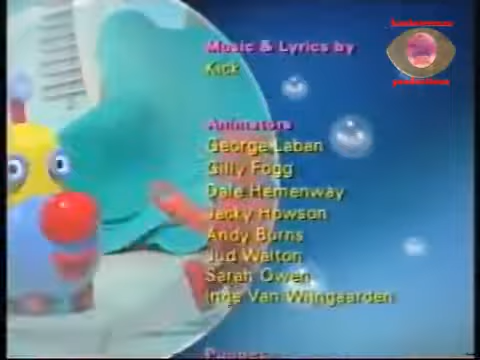 Music & Lyrics by
Kick
Animators
George Laban
Gilly Fogg
Dale Hemenway
Jacky Howson
Andy Burns
Jud Walton
Sarah Owen
Inge Van Wijngaarden
productions